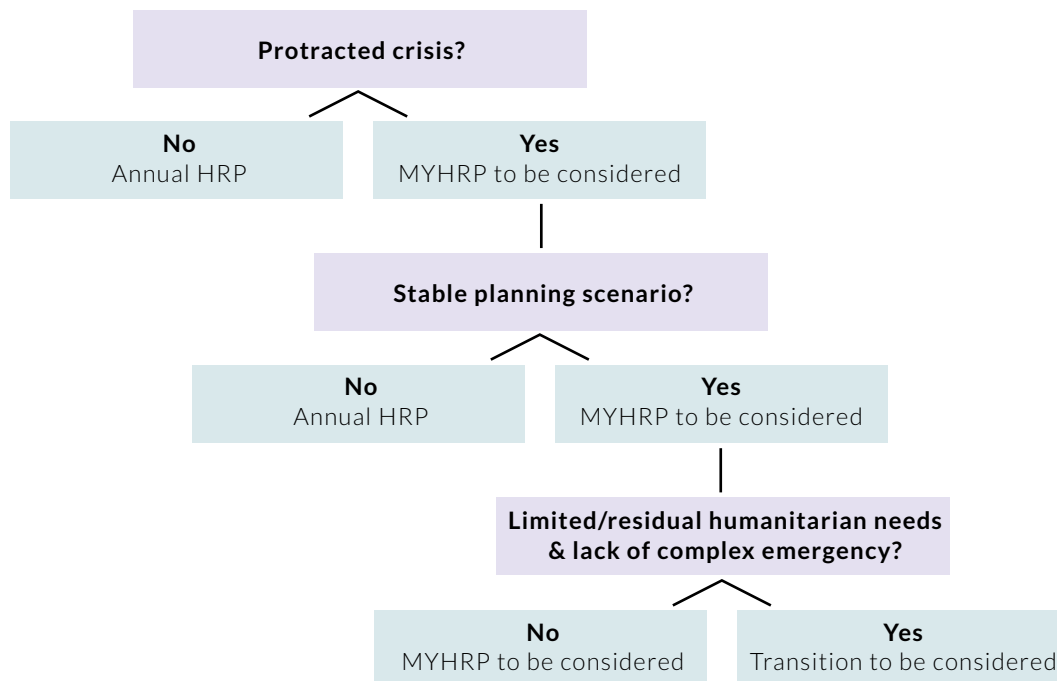 Protracted crisis?
No
Annual HRP
Yes
MYHRP to be considered
Stable planning scenario?
No
Annual HRP
Yes
MYHRP to be considered
Limited/residual humanitarian needs
& lack of complex emergency?
No
MYHRP to be considered
Yes
Transition to be considered